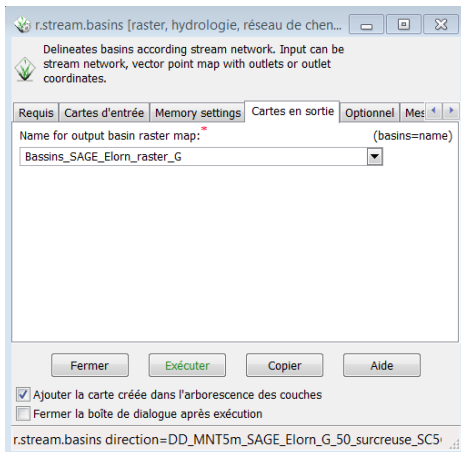 r.stream.basins [raster, hydrologie, réseau de chen...
Delineates basins according stream network. Input can be
stream network, vector point map with outlets or outlet
coordinates.
Requis Cartes d'entrée Memory settings Cartes en sortie Optionnel Mes
Name for output basin raster map:* (basins=name)
Bassins_SAGE_Elorn_raster_G
Fermer Exécuter Copier Aide
Ajouter la carte créée dans l'arborescence des couches
Fermer la boîte de dialogue après exécution
r.stream.basins direction=DD_MNT5m_SAGE_Elorn_G_50_surcreuse_SC5